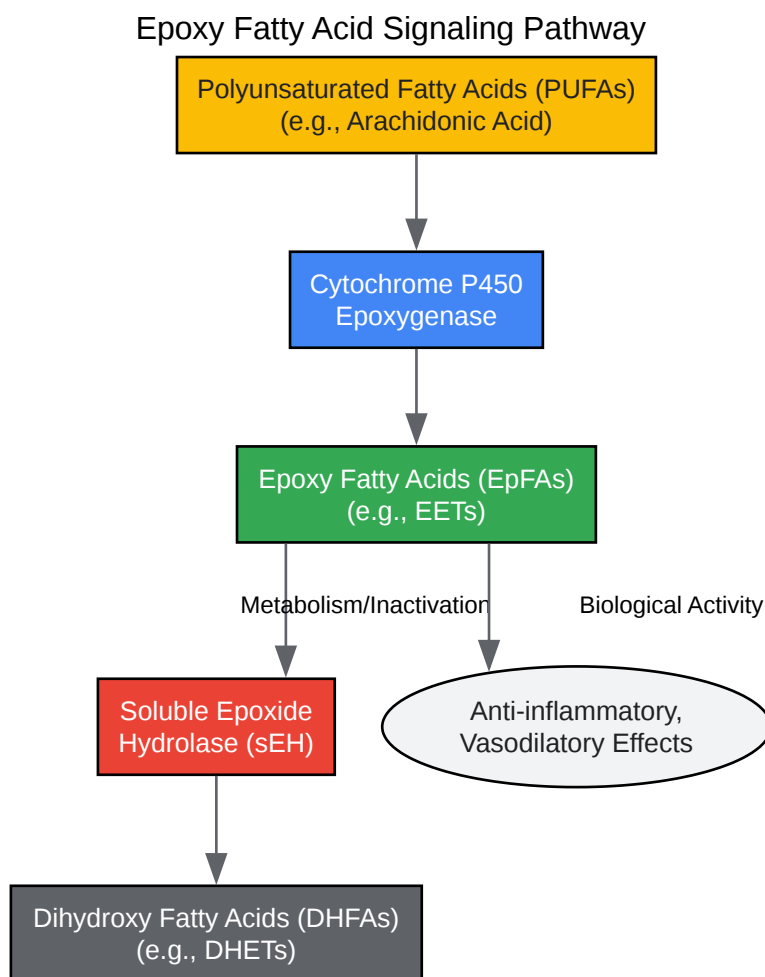 Epoxy Fatty Acid Signaling Pathway
Polyunsaturated Fatty Acids (PUFAs)
(e.g., Arachidonic Acid)
Cytochrome P450
Epoxygenase
Epoxy Fatty Acids (EpFAs)
(e.g., EETs)
Metabolism/Inactivation
Biological Activity
Soluble Epoxide
Hydrolase (sEH)
Anti-inflammatory,
Vasodilatory Effects
Dihydroxy Fatty Acids (DHFAs)
(e.g., DHETs)